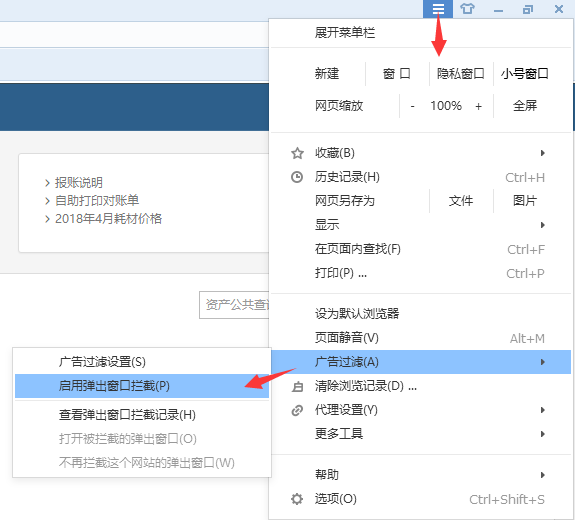 展开菜单栏
新建 窗 口 隐私窗口 小号窗口
网页缩放 - 100% + 全屏
收藏(B)
历史记录(H) Ctrl+H
网页另存为 文件 图片
显示
在页面内查找(F) Ctrl+F
打印(P) ... Ctrl+P
设为默认浏览器
页面静音(V) Alt+M
广告过滤(A)
清除浏览记录(D) ...
代理设置(Y)
更多工具
帮助
选项(O) Ctrl+Shift+S
报账说明
自助打印对账单
2018年4月耗材价格
资产公共查
广告过滤设置(S)
启用弹出窗口拦截(P)
查看弹出窗口拦截记录(H)
打开被拦截的弹出窗口(O)
不再拦截这个网站的弹出窗口(W)